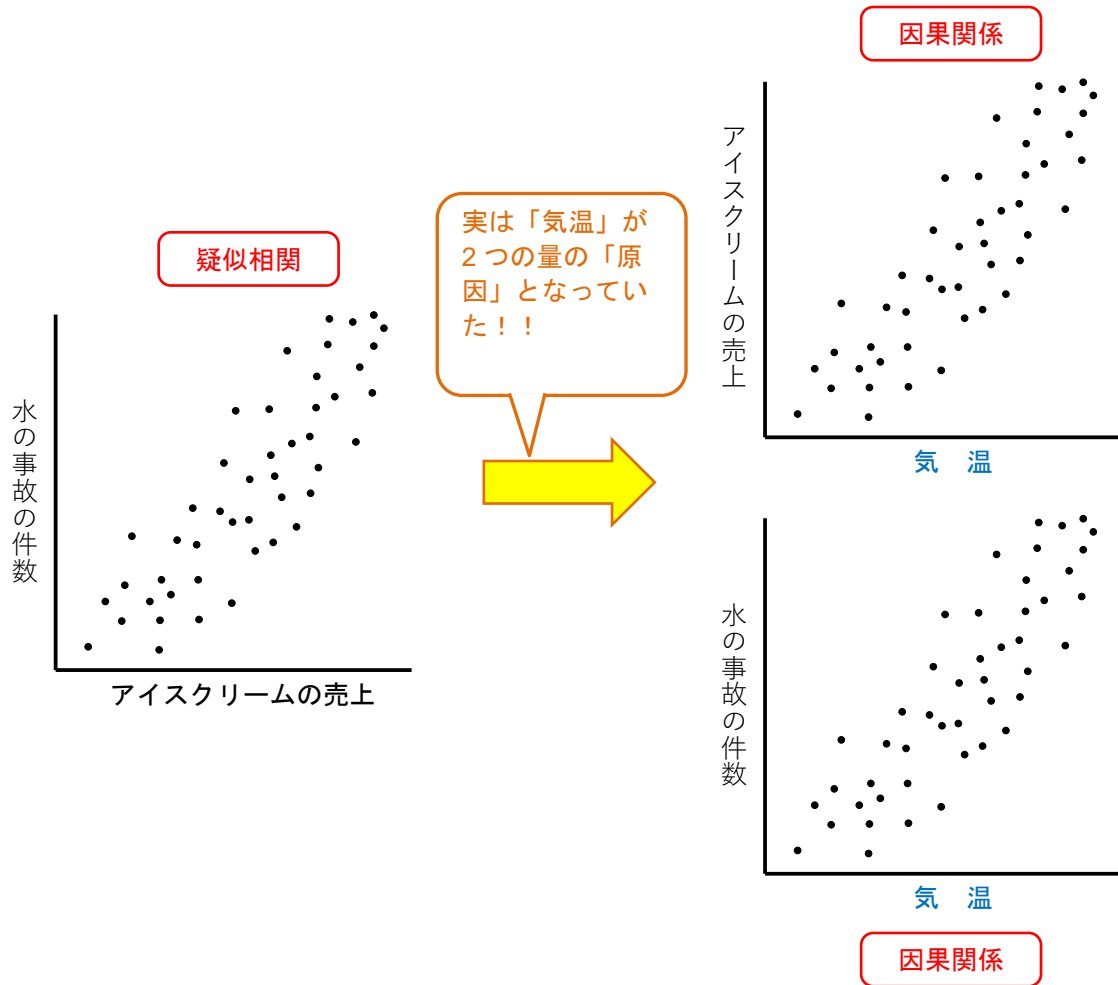 疑似相関
水の事故の件数
アイスクリームの売上
実は「気温」が
2つの量の「原
因」となってい
た！！
因果関係
アイスクリームの売上
気　温
水の事故の件数
気　温
因果関係